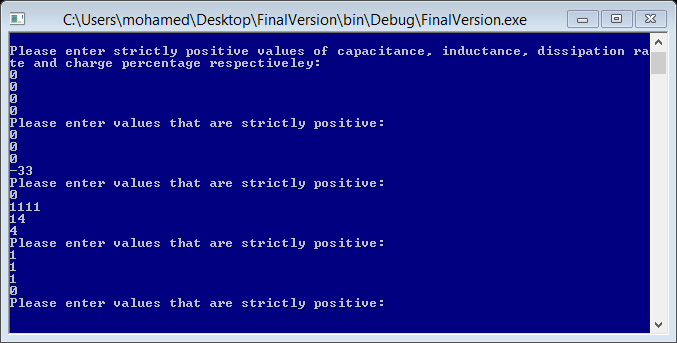 C:\Users\mohamed\Desktop\FinalVersion\bin\Debug\FinalVersion.exe
Please enter strictly positive values of capacitance, inductance, dissipation ra
te and charge percentage respectiveley:
0
0
0
0
Please enter values that are strictly positive:
0
0
0
-33
Please enter values that are strictly positive:
0
1111
14
4
Please enter values that are strictly positive:
1
1
1
0
Please enter values that are strictly positive: